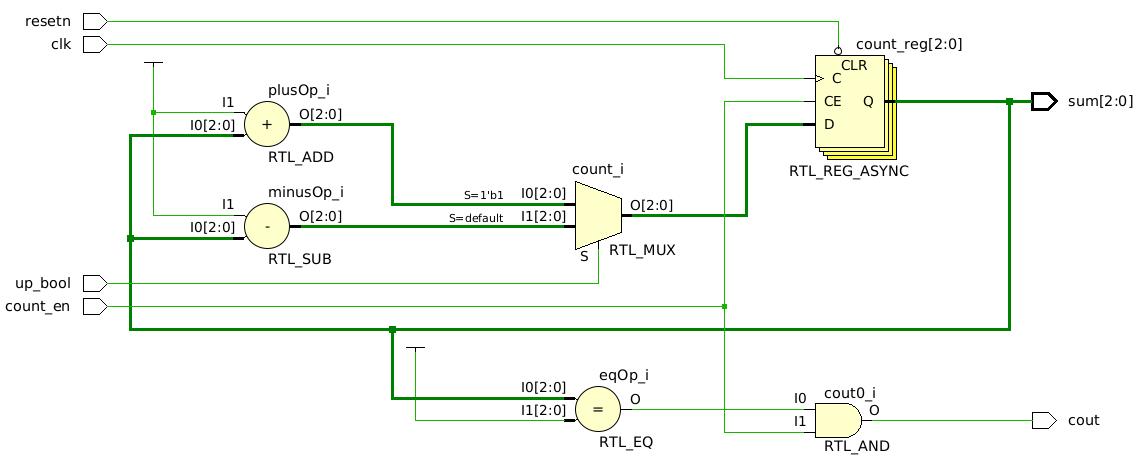 resetn
count_reg[2:0]
clk
CLR
C
plusOp_i
I1
CE
Q
sum[2:0]
O[2:0]
I0[2:0]
+
D
RTL_ADD
count_i
RTL_REG_ASYNC
minusOp_i
S=1'b1
I0[2:0]
I1
O[2:0]
O[2:0]
S=default
I1[2:0]
I0[2:0]
-
RTL_SUB
S
RTL_MUX
up_bool
count_en
eqOp_i
I0[2:0]
cout0_i
O
I0
I1[2:0]
=
O
I1
cout
RTL_EQ
RTL_AND